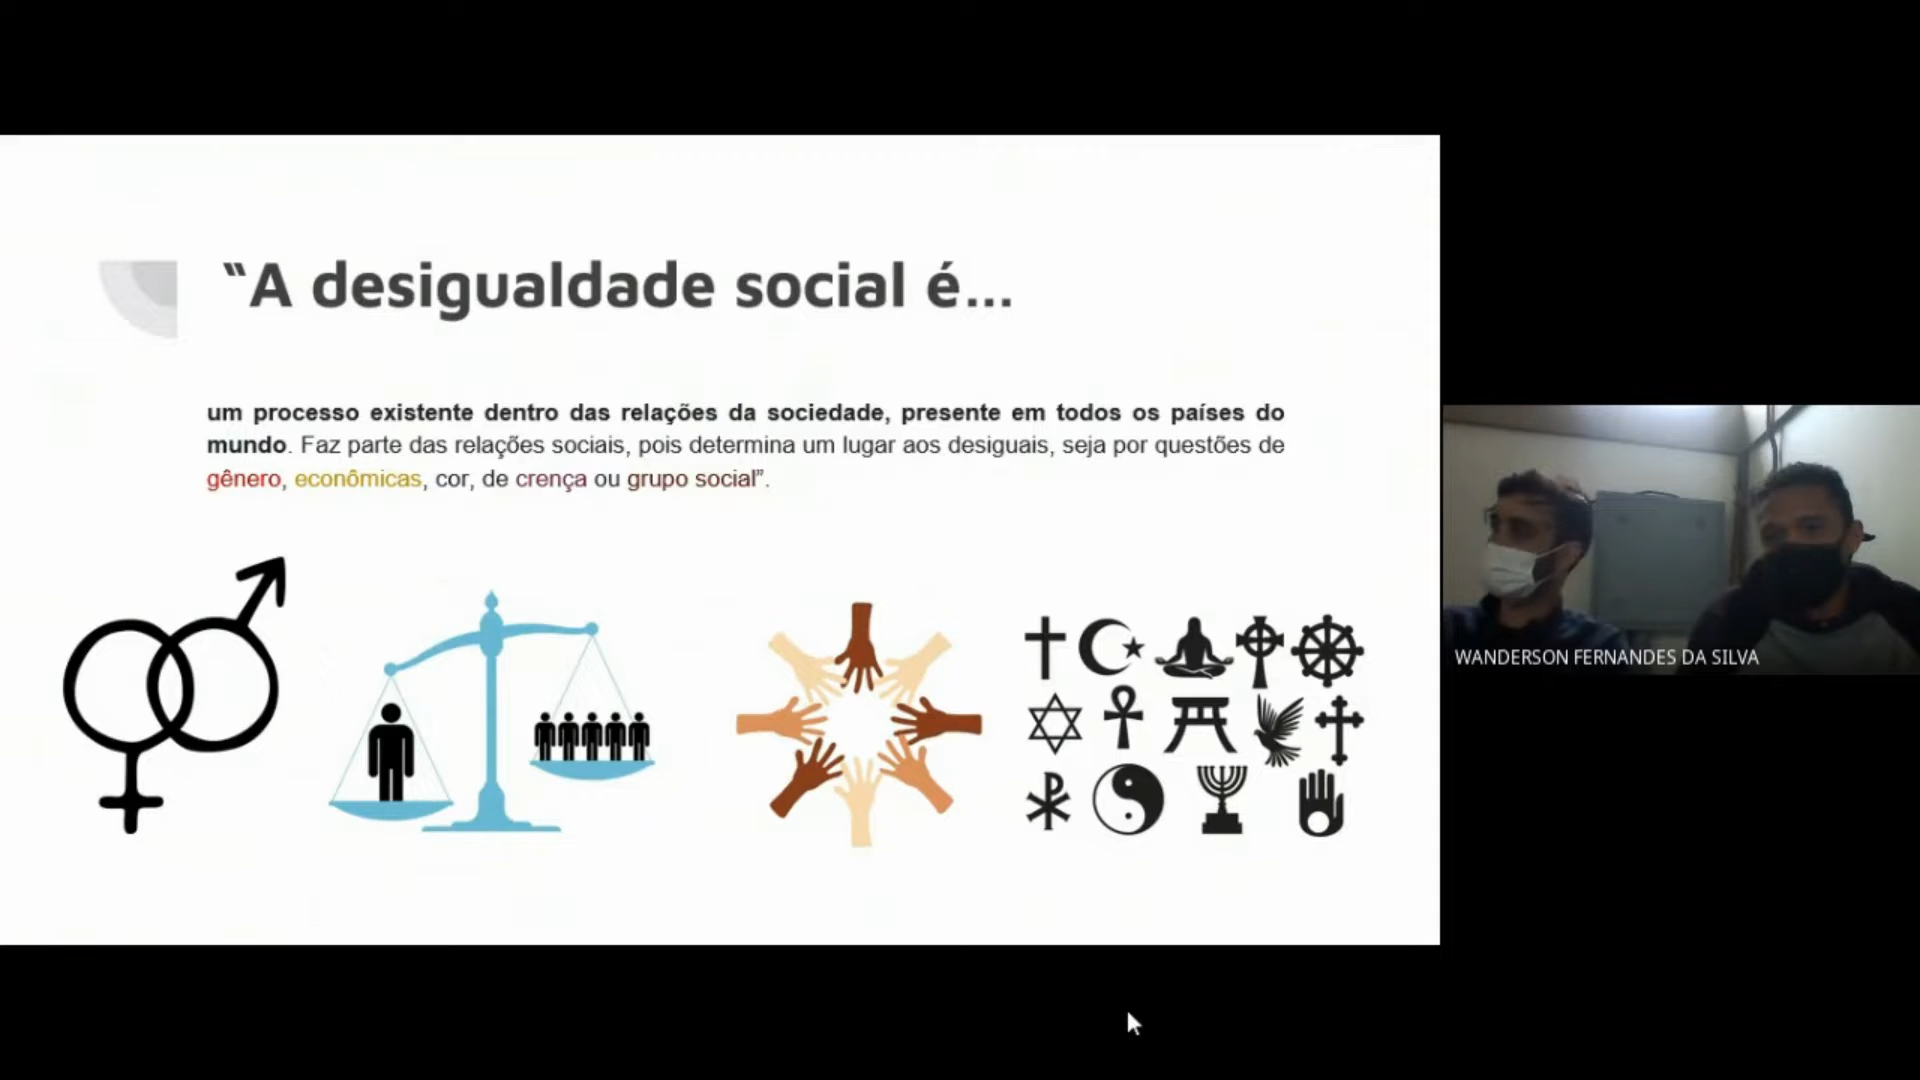 “A desigualdade social é...
um processo existente dentro das relações da sociedade, presente em todos os países do
mundo. Faz parte das relações sociais, pois determina um lugar aos desiguais, seja por questões de
gênero, econômicas, cor, de crença ou grupo social”.
WANDERSON FERNANDES DA SILVA